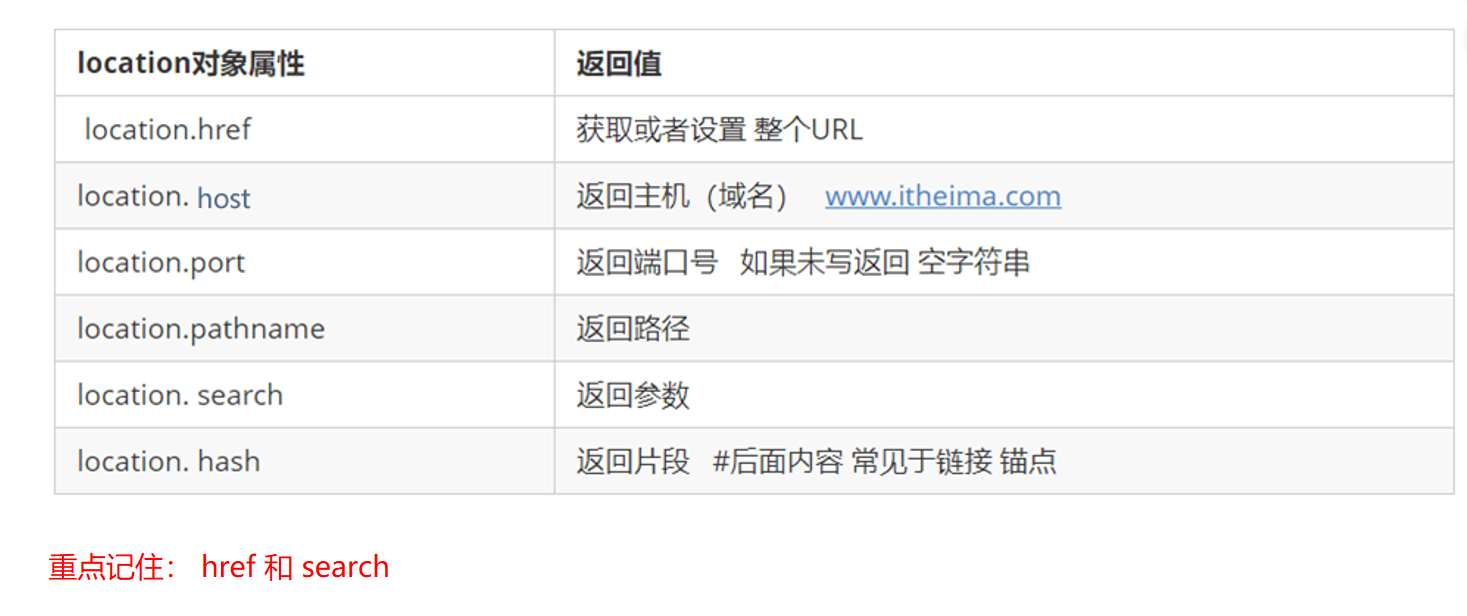 location对象属性 返回值
location.href 获取或者设置 整个URL
location. host 返回主机（域名） www.itheima.com
location.port 返回端口号 如果未写返回 空字符串
location.pathname 返回路径
location. search 返回参数
location. hash 返回片段 #后面内容 常见于链接 锚点
重点记住： href 和 search